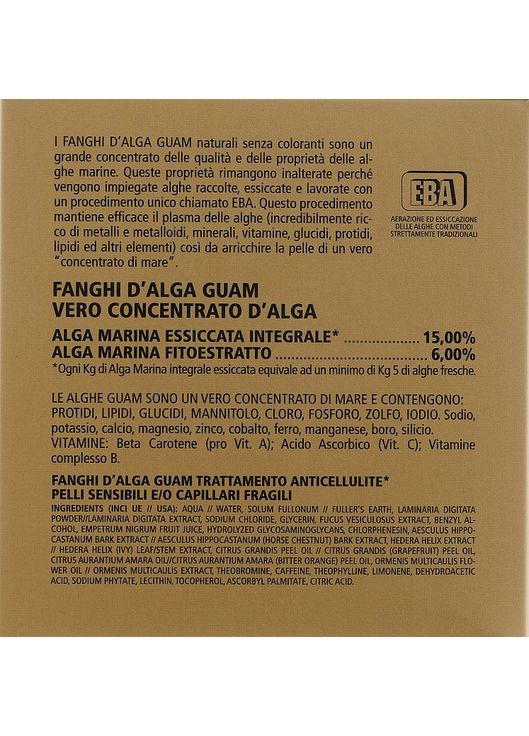 I FANGHI D'ALGA GUAM naturali senza coloranti sono un
grande concentrato delle qualità e delle proprietà delle al-
ghe marine. Queste proprietà rimangono inalterate perché
vengono impiegate alghe raccolte, essiccate e lavorate con
un procedimento unico chiamato EBA. Questo procedimento
mantiene efficace il plasma delle alghe (incredibilmente ric-
co di metalli e metalloidi, minerali, vitamine, glucidi, protidi,
lipidi ed altri elementi) così da arricchire la pelle di un vero
"concentrato di mare".
EBA
AERAZIONE ED ESSICCAZIONE
DELLE ALGHE CON METODI
STRETTAMENTE TRADIZIONALI
FANGHI D'ALGA GUAM
VERO CONCENTRATO D'ALGA
ALGA MARINA ESSICCATA INTEGRALE* .................. 15,00%
ALGA MARINA FITOESTRATTO .................................... 6,00%
*Ogni Kg di Alga Marina integrale essiccata equivale ad un minimo di Kg 5 di alghe fresche.
LE ALGHE GUAM SONO UN VERO CONCENTRATO DI MARE E CONTENGONO:
PROTIDI, LIPIDI, GLUCIDI, MANNITOLO, CLORO, FOSFORO, ZOLFO, IODIO. Sodio,
potassio, calcio, magnesio, zinco, cobalto, ferro, manganese, boro, silicio.
VITAMINE: Beta Carotene (pro Vit. A); Acido Ascorbico (Vit. C); Vitamine
complesso B.
FANGHI D'ALGA GUAM TRATTAMENTO ANTICELLULITE*
PELLI SENSIBILI E/O CAPILLARI FRAGILI
INGREDIENTS (INCI UE // USA): AQUA // WATER, SOLUM FULLONUM // FULLER'S EARTH, LAMINARIA DIGITATA
POWDER//LAMINARIA DIGITATA EXTRACT, SODIUM CHLORIDE, GLYCERIN, FUCUS VESICULOSUS EXTRACT, BENZYL AL-
COHOL, EMPETRUM NIGRUM FRUIT JUICE, HYDROLYZED GLYCOSAMINOGLYCANS, CHLORPHENESIN, AESCULUS HIPPO-
CASTANUM BARK EXTRACT // AESCULUS HIPPOCASTANUM (HORSE CHESTNUT) BARK EXTRACT, HEDERA HELIX EXTRACT
// HEDERA HELIX (IVY) LEAF/STEM EXTRACT, CITRUS GRANDIS PEEL OIL // CITRUS GRANDIS (GRAPEFRUIT) PEEL OIL,
CITRUS AURANTIUM AMARA OIL//CITRUS AURANTIUM AMARA (BITTER ORANGE) PEEL OIL, ORMENIS MULTICAULIS FLO-
WER OIL // ORMENIS MULTICAULIS EXTRACT, THEOBROMINE, CAFFEINE, THEOPHYLLINE, LIMONENE, DEHYDROACETIC
ACID, SODIUM PHYTATE, LECITHIN, TOCOPHEROL, ASCORBYL PALMITATE, CITRIC ACID.